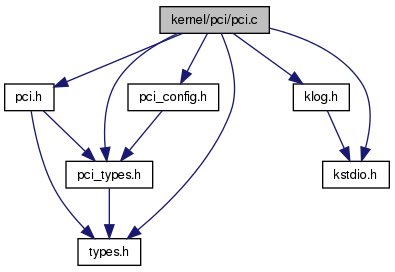 kernel/pci/pci.c
pci.h
pci_config.h
klog.h
pci_types.h
kstdio.h
types.h